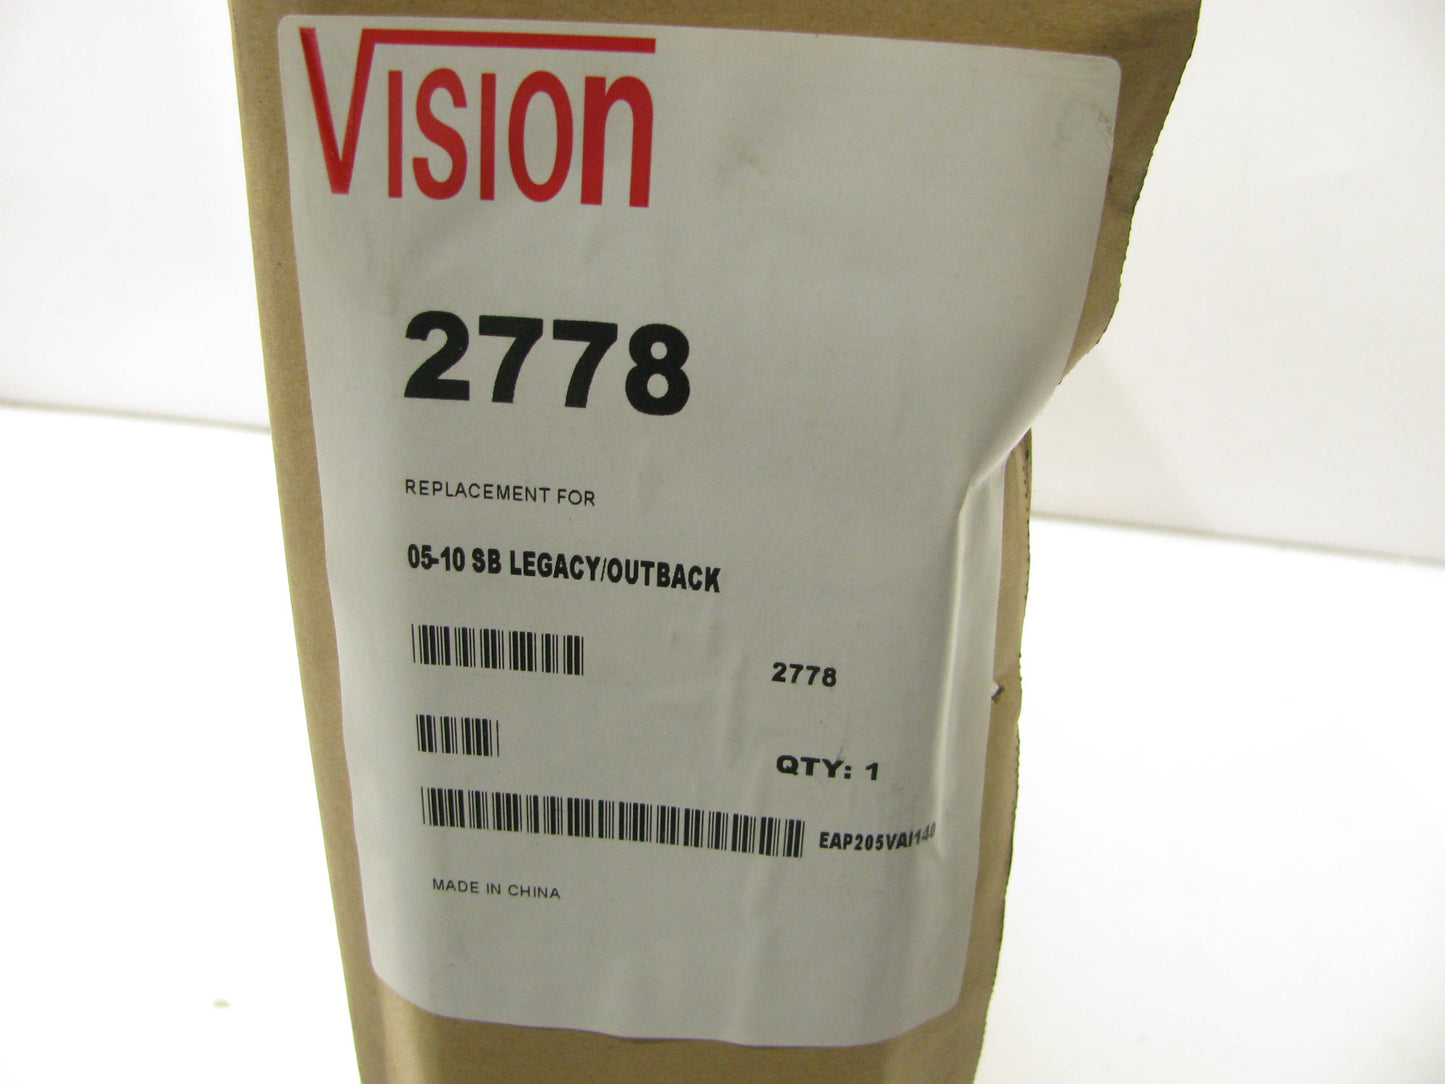 VISION
2778
REPLACEMENT FOR
05-10 SB LEGACY/OUTBACK
2778
QTY: 1
EAP205VAI140
MADE IN CHINA